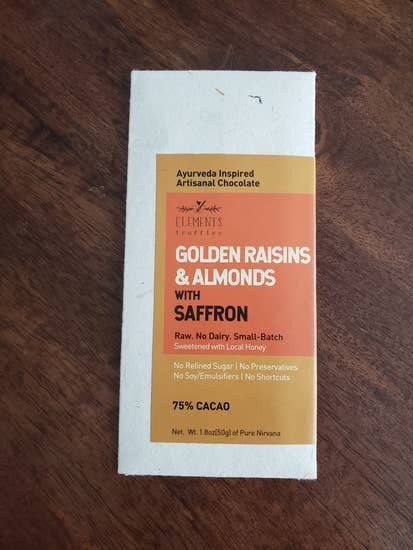 Ayurveda Inspired
Artisanal Chocolate
ELEMENTS
truffles
GOLDEN RAISINS
& ALMONDS
WITH
SAFFRON
Raw. No Dairy. Small-Batch
Sweetened with Local Honey
No Refined Sugar | No Preservatives
No Soy/Emulsifiers | No Shortcuts
75% CACAO
Net. Wt. 1.8oz(50g) of Pure Nirvana